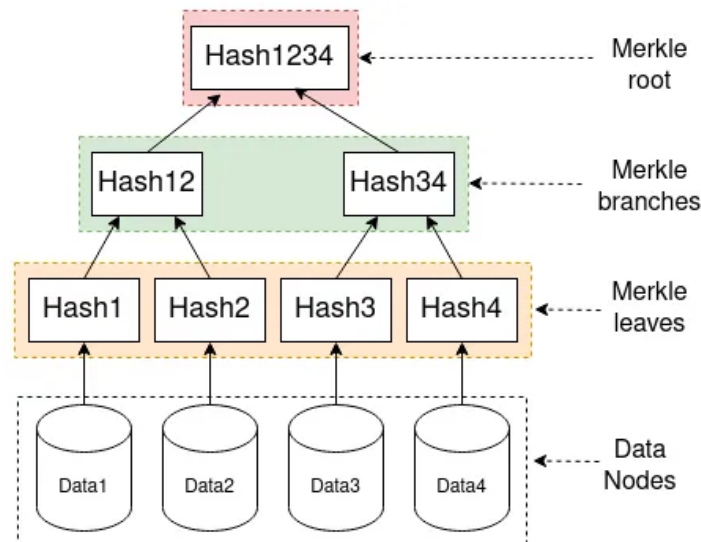 Hash1234
Merkle
root
Hash12
Hash34
Merkle
branches
Hash1
Hash2
Hash3
Hash4
Merkle
leaves
Data1
Data2
Data3
Data4
Data
Nodes